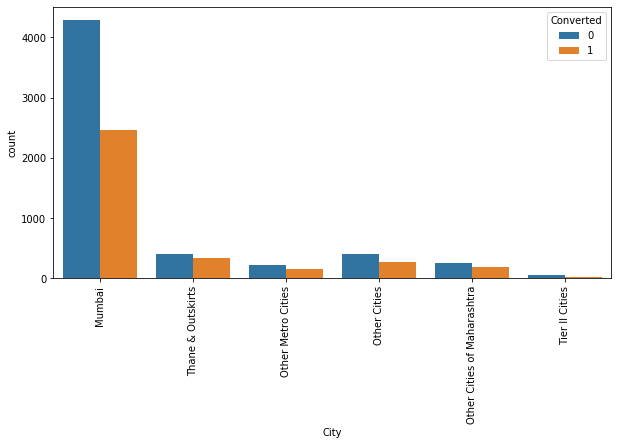 Converted
0
1
4000
3000
2000
1000
0
count
Mumbai
Thane & Outskirts
Other Metro Cities
Other Cities
Other Cities of Maharashtra
Tier II Cities
City